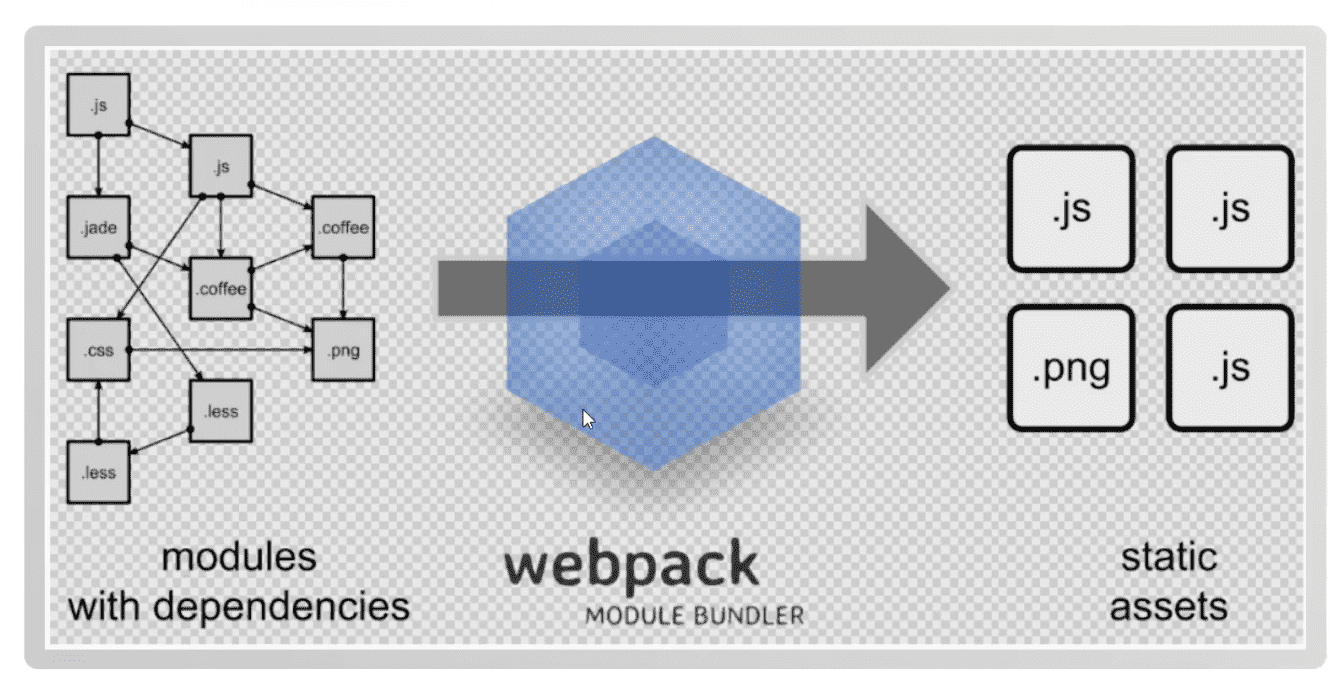 .js
.js
.jade
.coffee
.coffee
.css
.png
.less
.less
modules
with dependencies
webpack
MODULE BUNDLER
.js
.js
.png
.js
static
assets